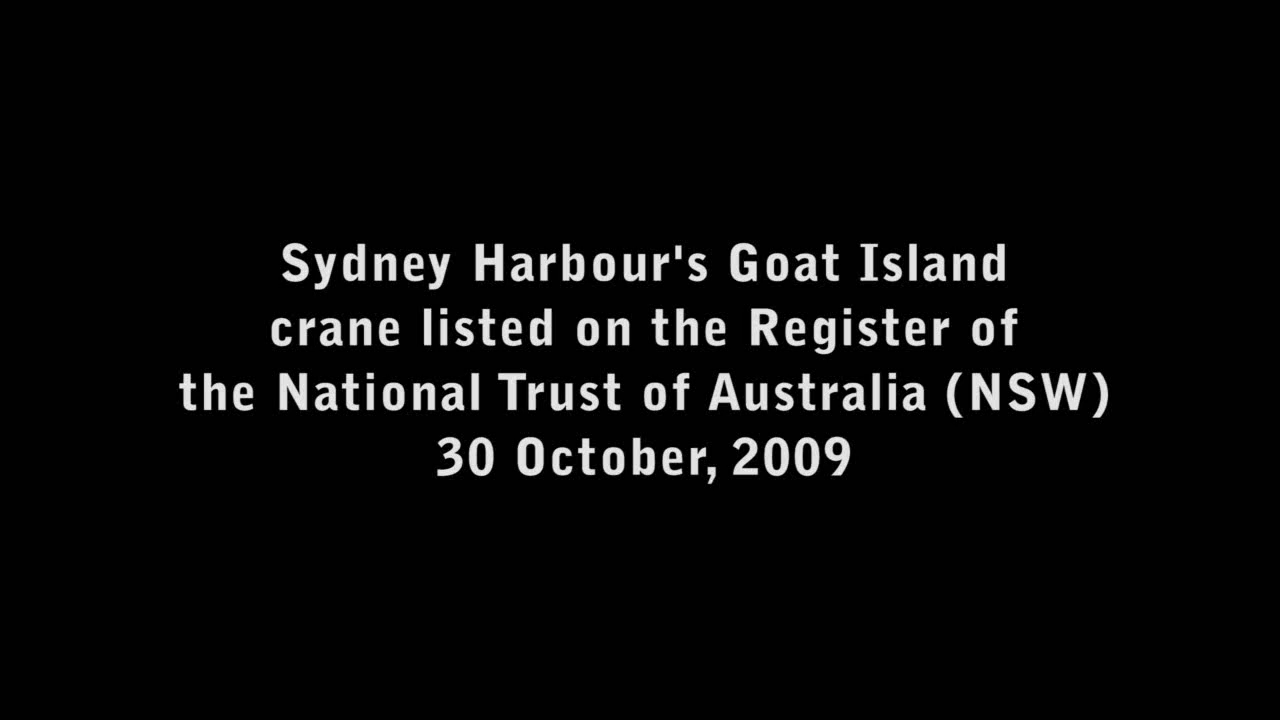 Sydney Harbour's Goat Island
crane listed on the Register of
the National Trust of Australia (NSW)
30 October, 2009